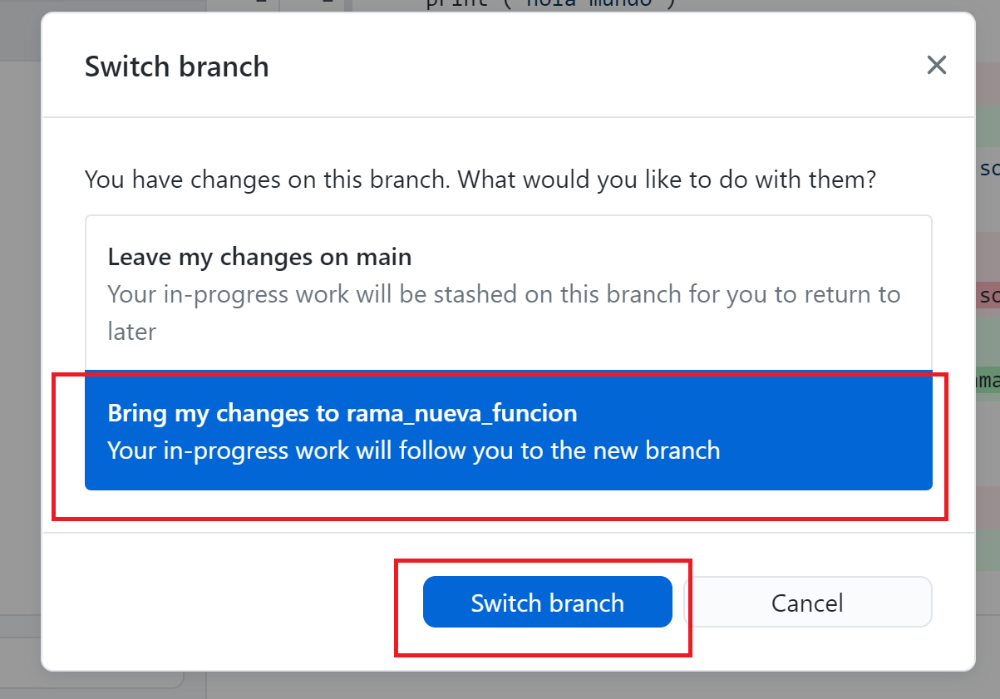 print ("hola mundo")
Switch branch
You have changes on this branch. What would you like to do with them?
Leave my changes on main
Your in-progress work will be stashed on this branch for you to return to
later
Bring my changes to rama_nueva_funcion
Your in-progress work will follow you to the new branch
Switch branch
Cancel